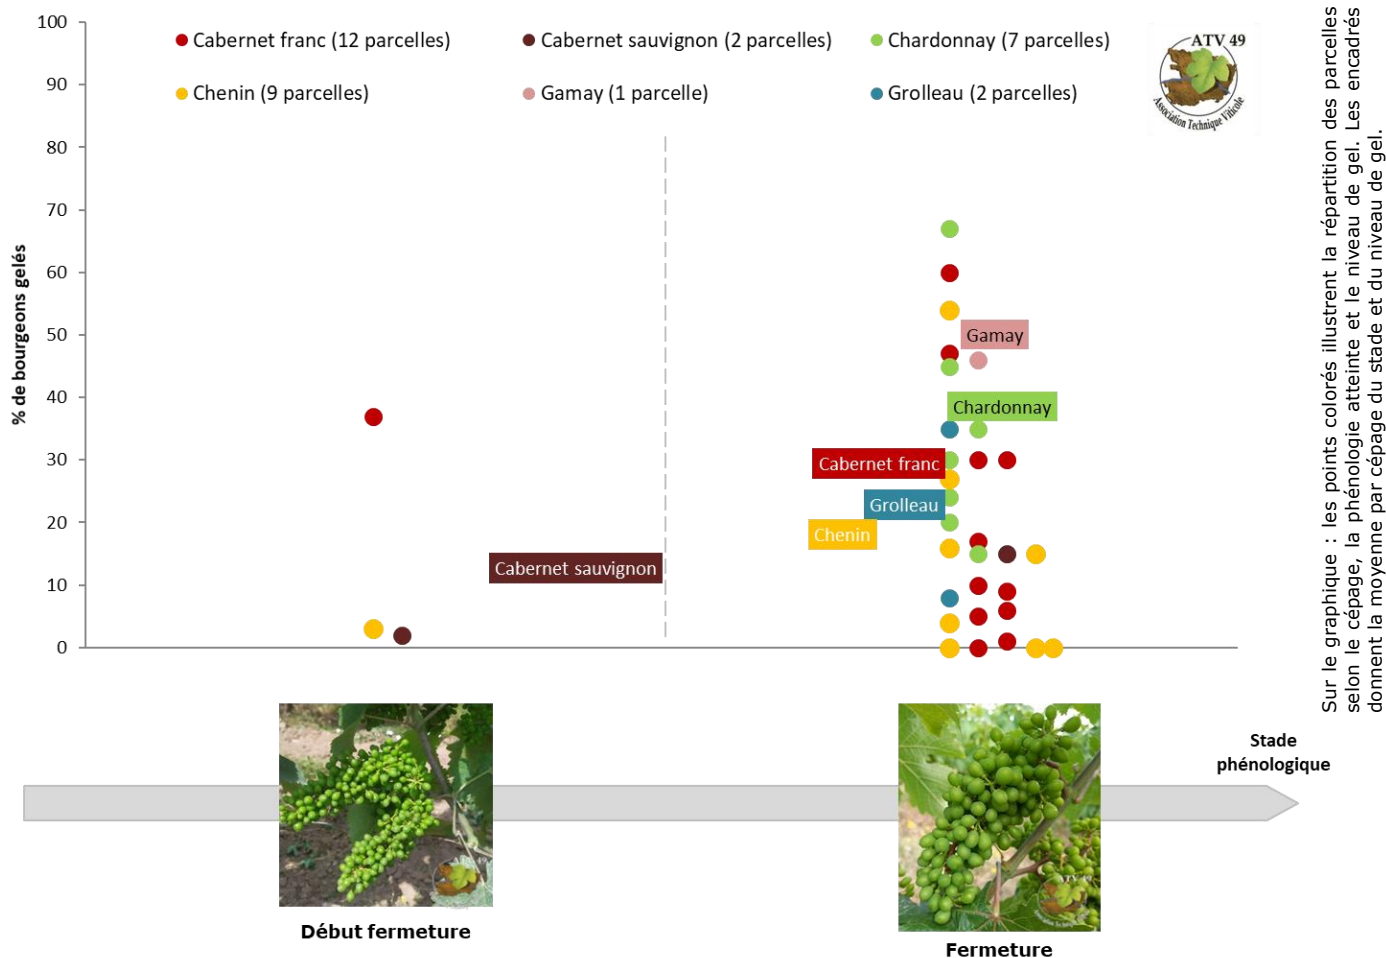 100
90
80
70
60
50
40
30
20
10
0
% de bourgeons gelés
Cabernet franc (12 parcelles)
Cabernet sauvignon (2 parcelles)
Chardonnay (7 parcelles)
Chenin (9 parcelles)
Gamay (1 parcelle)
Grolleau (2 parcelles)
ATV 49
Association Technique Viticole
Gamay
Chardonnay
Cabernet franc
Grolleau
Chenin
Cabernet sauvignon
Sur le graphique : les points colorés illustrent la répartition des parcelles
selon le cépage, la phénologie atteinte et le niveau de gel. Les encadrés
donnent la moyenne par cépage du stade et du niveau de gel.
Stade
phénologique
ATV 49
Début fermeture
ATV 49
Fermeture